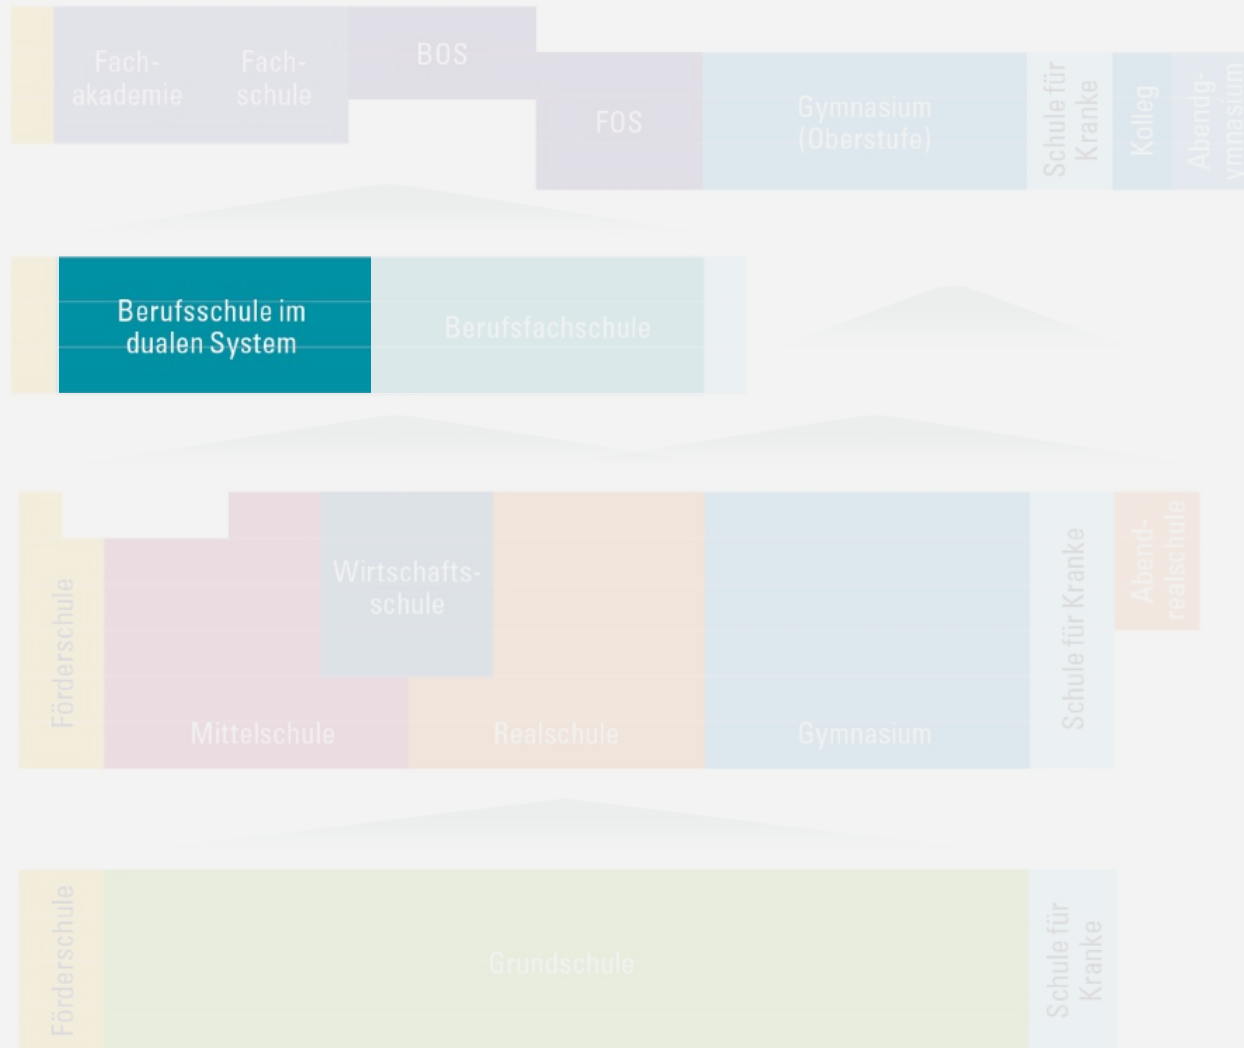 Fach-
akademie
Fach-
schule
BOS
FOS
Gymnasium
(Oberstufe)
Schule für
Kranke
Kolleg
Abendg-
ymnasium
Berufsschule im
dualen System
Berufsfachschule
Förderschule
Mittelschule
Wirtschafts-
schule
Realschule
Gymnasium
Schule für Kranke
Abend-
realschule
Förderschule
Grundschule
Schule für
Kranke